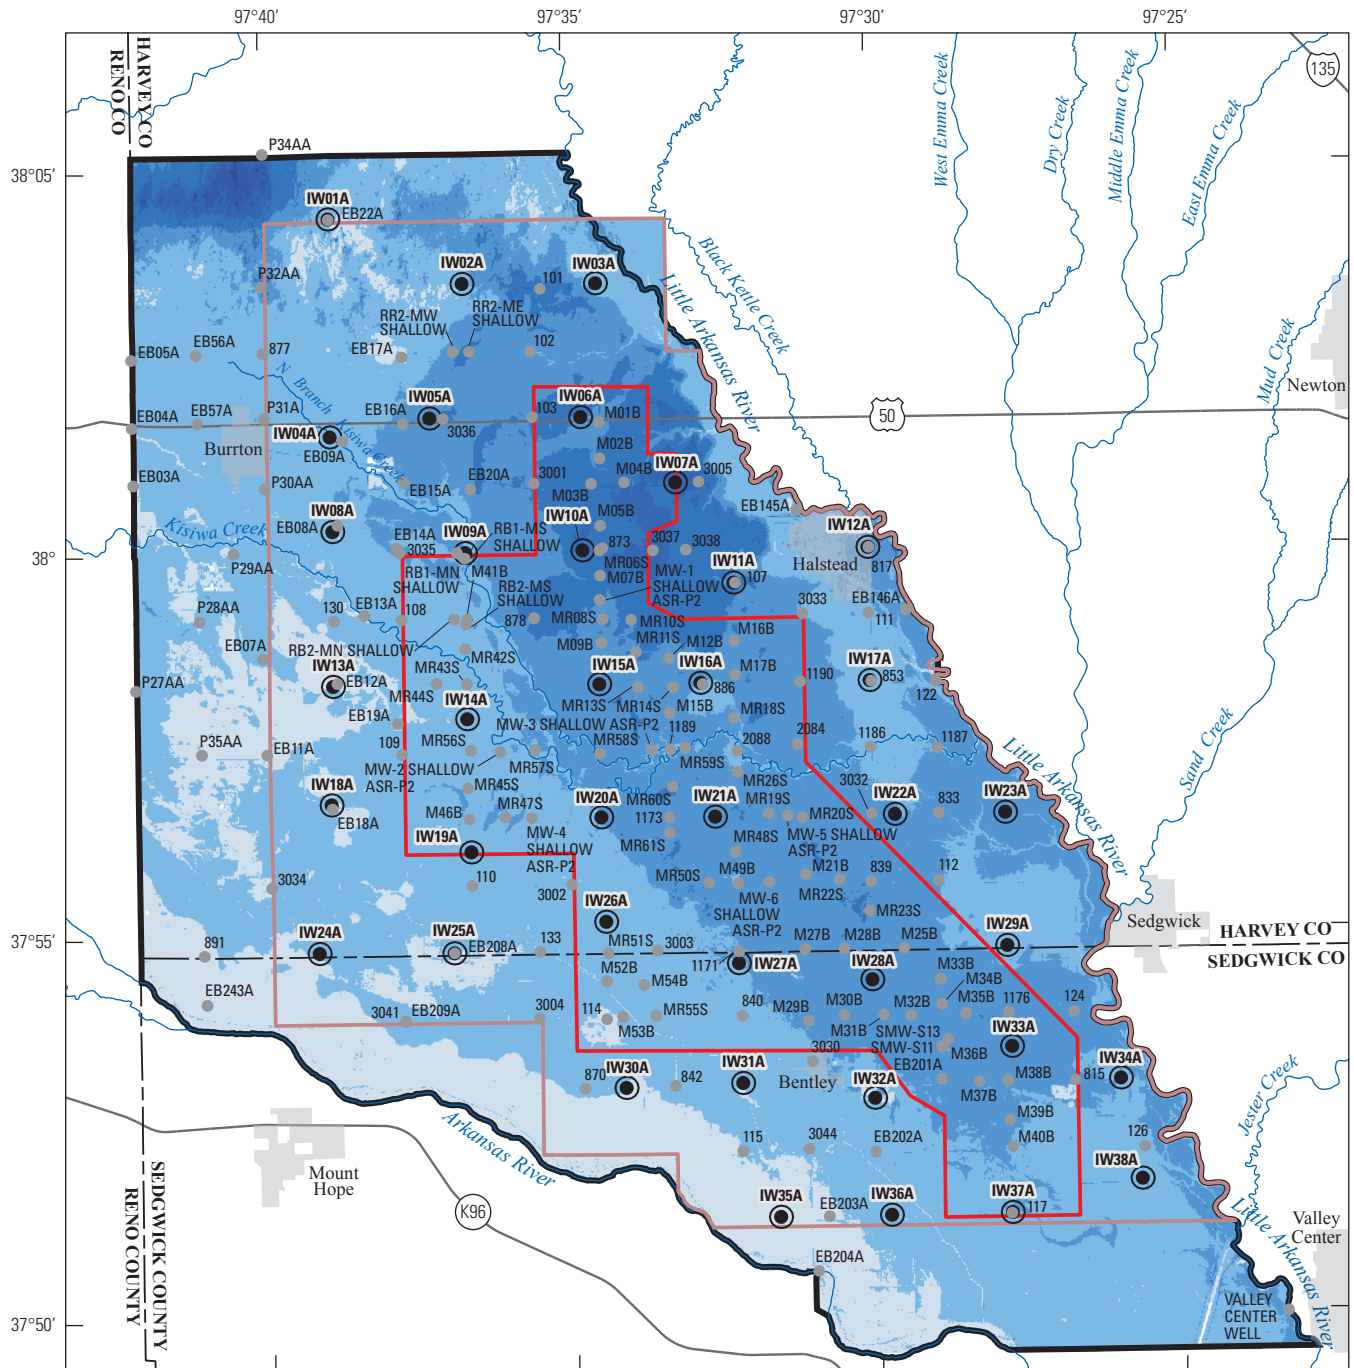 97°40′
97°35′
97°30′
97°25′
HARVEY CO
RENO CO
135
West Emma Creek
Dry Creek
Middle Emma Creek
East Emma Creek
P34AA
38°05′
IW01A
EB22A
Black Kettle Creek
IW02A
IW03A
P32AA
101
Little Arkansas River
RR2-MW
SHALLOW
RR2-ME
SHALLOW
Mud Creek
EB05A
EB56A
877
EB17A
102
N Branch Kisiwa Creek
Newton
IW05A
IW06A
EB04A
EB57A
P31A
EB16A
3036
103
M01B
50
Burrton
IW04A
EB09A
M02B
EB03A
P30AA
EB15A
EB20A
3001
M04B
IW07A
3005
M03B
Kisiwa Creek
IW08A
EB08A
IW10A
M05B
EB145A
IW12A
EB14A
3035
IW09A
RB1-MS
SHALLOW
873
3037
3038
MR06S
817
Halstead
P29AA
RB1-MN
SHALLOW
M41B
M07B
MW-1
SHALLOW
ASR-P2
IW11A
107
RB2-MS
SHALLOW
P28AA
130
EB13A
108
878
MR08S
MR10S
3033
EB146A
111
EB07A
RB2-MN SHALLOW
MR42S
M09B
MR11S
M12B
M16B
IW13A
EB12A
MR43S
IW15A
IW16A
M17B
IW17A
853
P27AA
MR44S
MR13S
MR14S
886
1190
122
IW14A
M15B
EB19A
MW-3 SHALLOW ASR-P2
MR18S
P35AA
EB11A
109
MR56S
MR58S
1189
2088
2084
1186
1187
MW-2 SHALLOW
ASR-P2
MR57S
MR59S
Little Arkansas River
Sand Creek
IW18A
EB18A
MR45S
MR26S
3032
M46B
MR47S
IW20A
MR60S
IW21A
MR19S
IW22A
833
IW23A
1173
MR20S
IW19A
MW-4
SHALLOW
ASR-P2
MR61S
MR48S
MW-5 SHALLOW
ASR-P2
3034
110
3002
MR50S
M49B
M21B
839
112
MW-6
SHALLOW
ASR-P2
MR22S
IW26A
MR23S
Sedgwick
891
IW24A
IW25A
EB208A
133
MR51S
3003
M27B
M28B
M25B
IW29A
HARVEY CO
37°55′
M52B
1171
IW27A
IW28A
SEDGWICK CO
M54B
M33B
M34B
EB243A
3041
EB209A
3004
114
M53B
MR55S
840
M29B
M30B
M32B
M35B
1176
124
M31B
SMW-S13
SMW-S11
IW33A
3030
M36B
870
IW30A
842
IW31A
Bentley
IW32A
EB201A
M38B
815
IW34A
M37B
Jester Creek
Arkansas River
M39B
Mount
Hope
115
3044
EB202A
M40B
126
IW38A
SEDGWICK COUNTY
RENO COUNTY
K96
IW35A
EB203A
IW36A
IW37A
117
Little Arkansas River
Valley
Center
EB204A
37°50′
VALLEY
CENTER
WELL